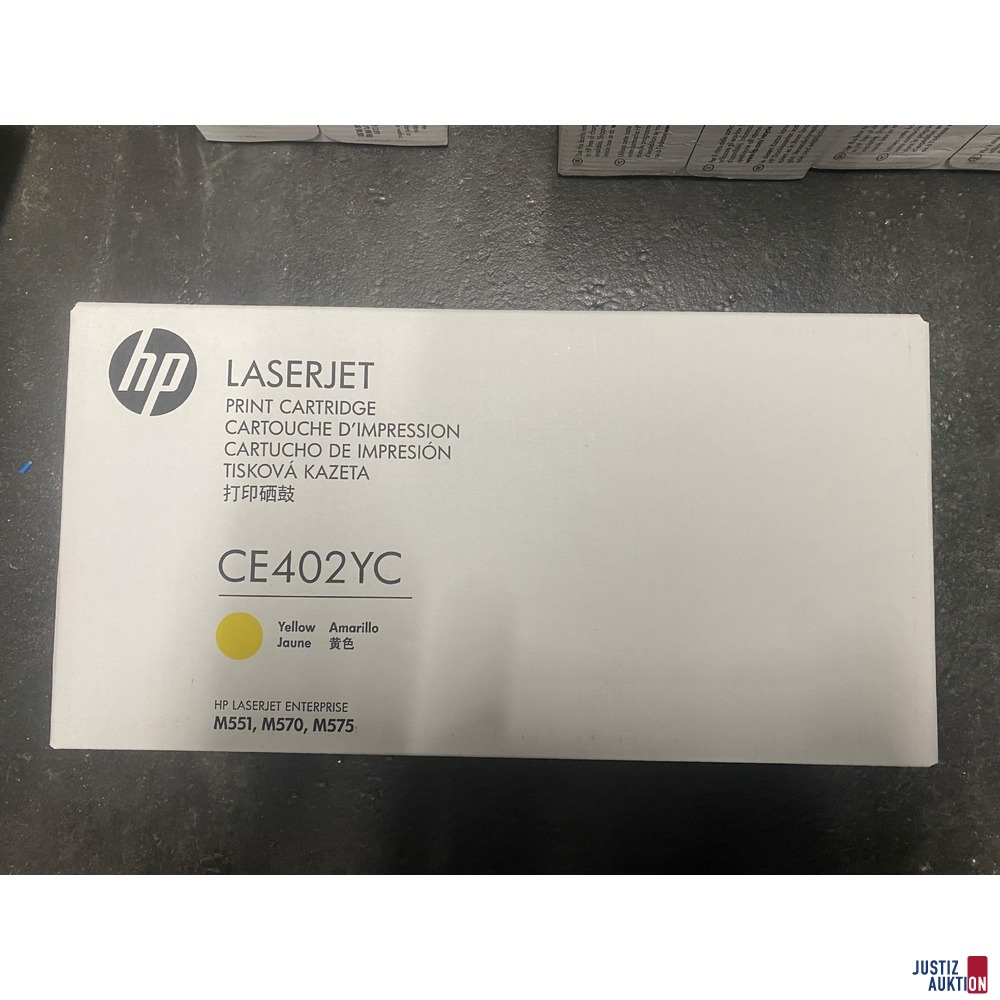 hp
LASERJET
PRINT CARTRIDGE
CARTOUCHE D'IMPRESSION
CARTUCHO DE IMPRESIÓN
TISKOVÁ KAZETA
打印硒鼓
CE402YC
Yellow Amarillo
Jaune 黄色
HP LASERJET ENTERPRISE
M551, M570, M575
JUSTIZ
AUKTION